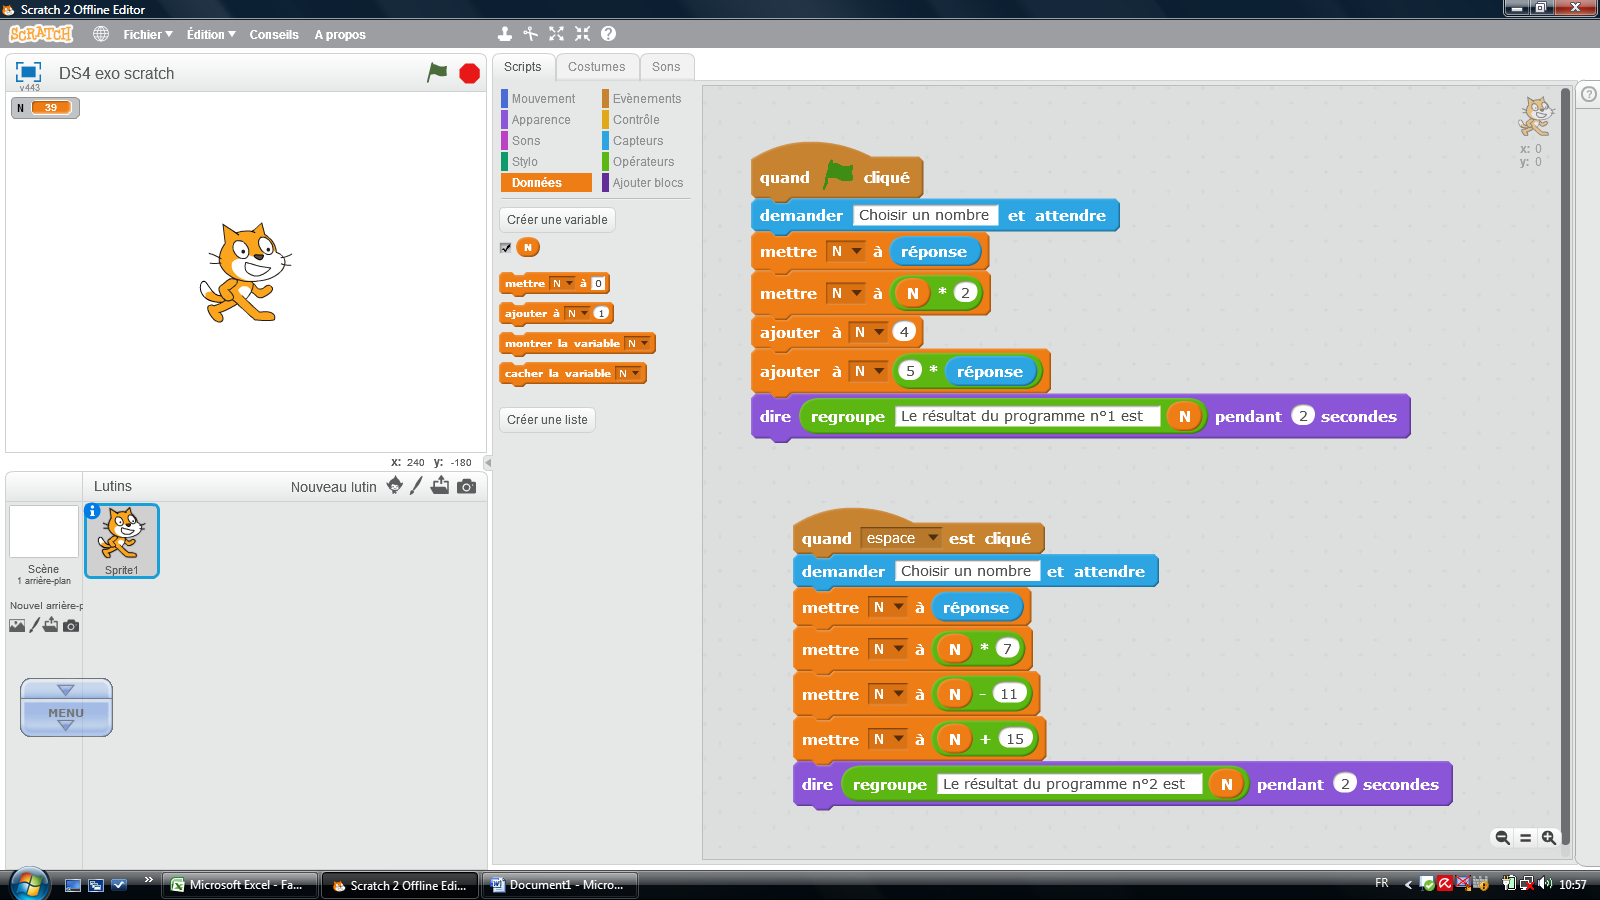 Scratch 2 Offline Editor
SCRATCH Fichier Édition Conseils A propos
v443
DS4 exo scratch
N 39
x: 240 y: -180
Lutins
Nouveau lutin
Scène
1 arrière-plan
Nouvel arrière-p
Sprite1
MENU
Scripts Costumes Sons
Mouvement Evènements
Apparence Contrôle
Sons Capteurs
Stylo Opérateurs
Données Ajouter blocs
Créer une variable
N
mettre N à 0
ajouter à N 1
montrer la variable N
cacher la variable N
Créer une liste
quand cliqué
demander Choisir un nombre et attendre
mettre N à réponse
mettre N à N * 2
ajouter à N 4
ajouter à N 5 * réponse
dire regroupe Le résultat du programme n°1 est N pendant 2 secondes
quand espace est cliqué
demander Choisir un nombre et attendre
mettre N à réponse
mettre N à N * 7
mettre N à N - 11
mettre N à N + 15
dire regroupe Le résultat du programme n°2 est N pendant 2 secondes
x: 0
y: 0
Microsoft Excel - Fa...
Scratch 2 Offline Edi...
Document1 - Micro...
FR
10:57